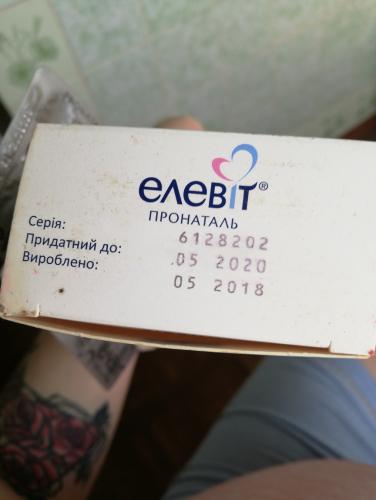 елевіт®
ПРОНАТАЛЬ
Серія: 6128202
Придатний до: 05 2020
Вироблено: 05 2018